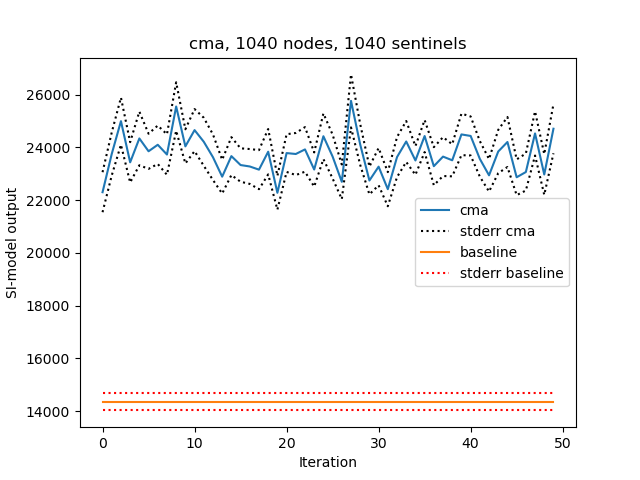 cma, 1040 nodes, 1040 sentinels
SI-model output
26000
24000
22000
20000
18000
16000
14000
cma
stderr cma
baseline
stderr baseline
0
10
20
30
40
50
Iteration